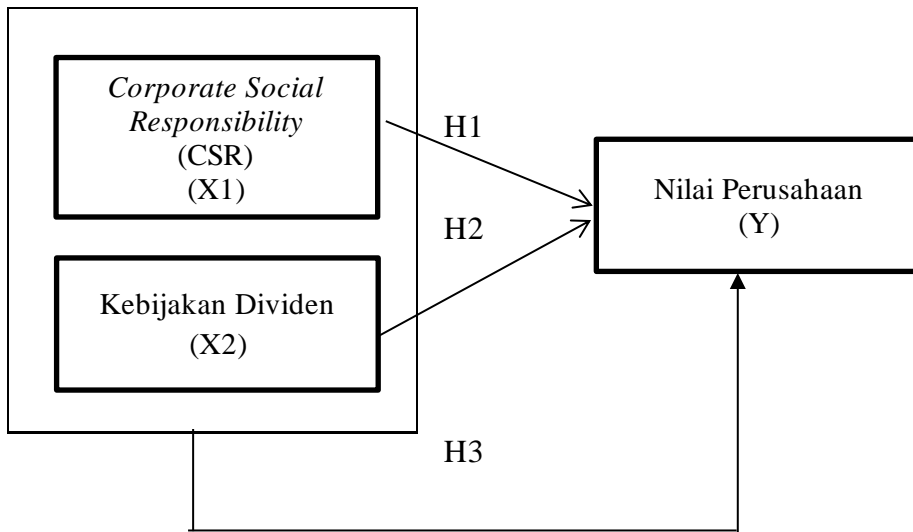 Corporate Social
Responsibility
(CSR)
(X1)
H1
Nilai Perusahaan
(Y)
H2
Kebijakan Dividen
(X2)
H3